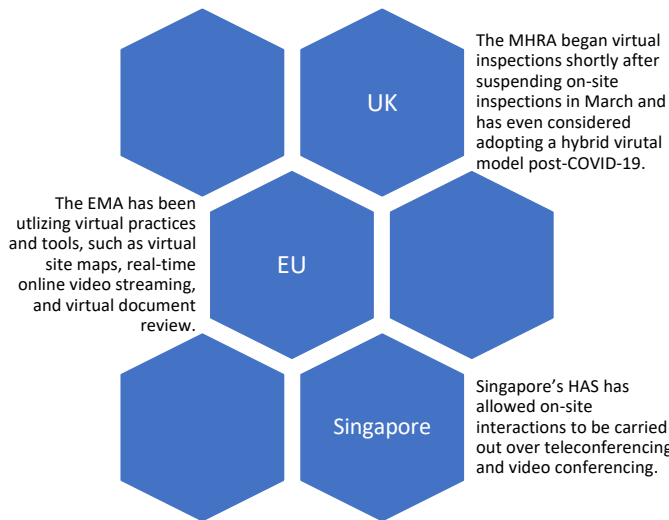 UK
The MHRA began virtual
inspections shortly after
suspending on-site
inspections in March and
has even considered
adopting a hybrid virutal
model post-COVID-19.
The EMA has been
utlizing virtual practices
and tools, such as virtual
site maps, real-time
online video streaming,
and virtual document
review.
EU
Singapore
Singapore’s HAS has
allowed on-site
interactions to be carried
out over teleconferencing
and video conferencing.